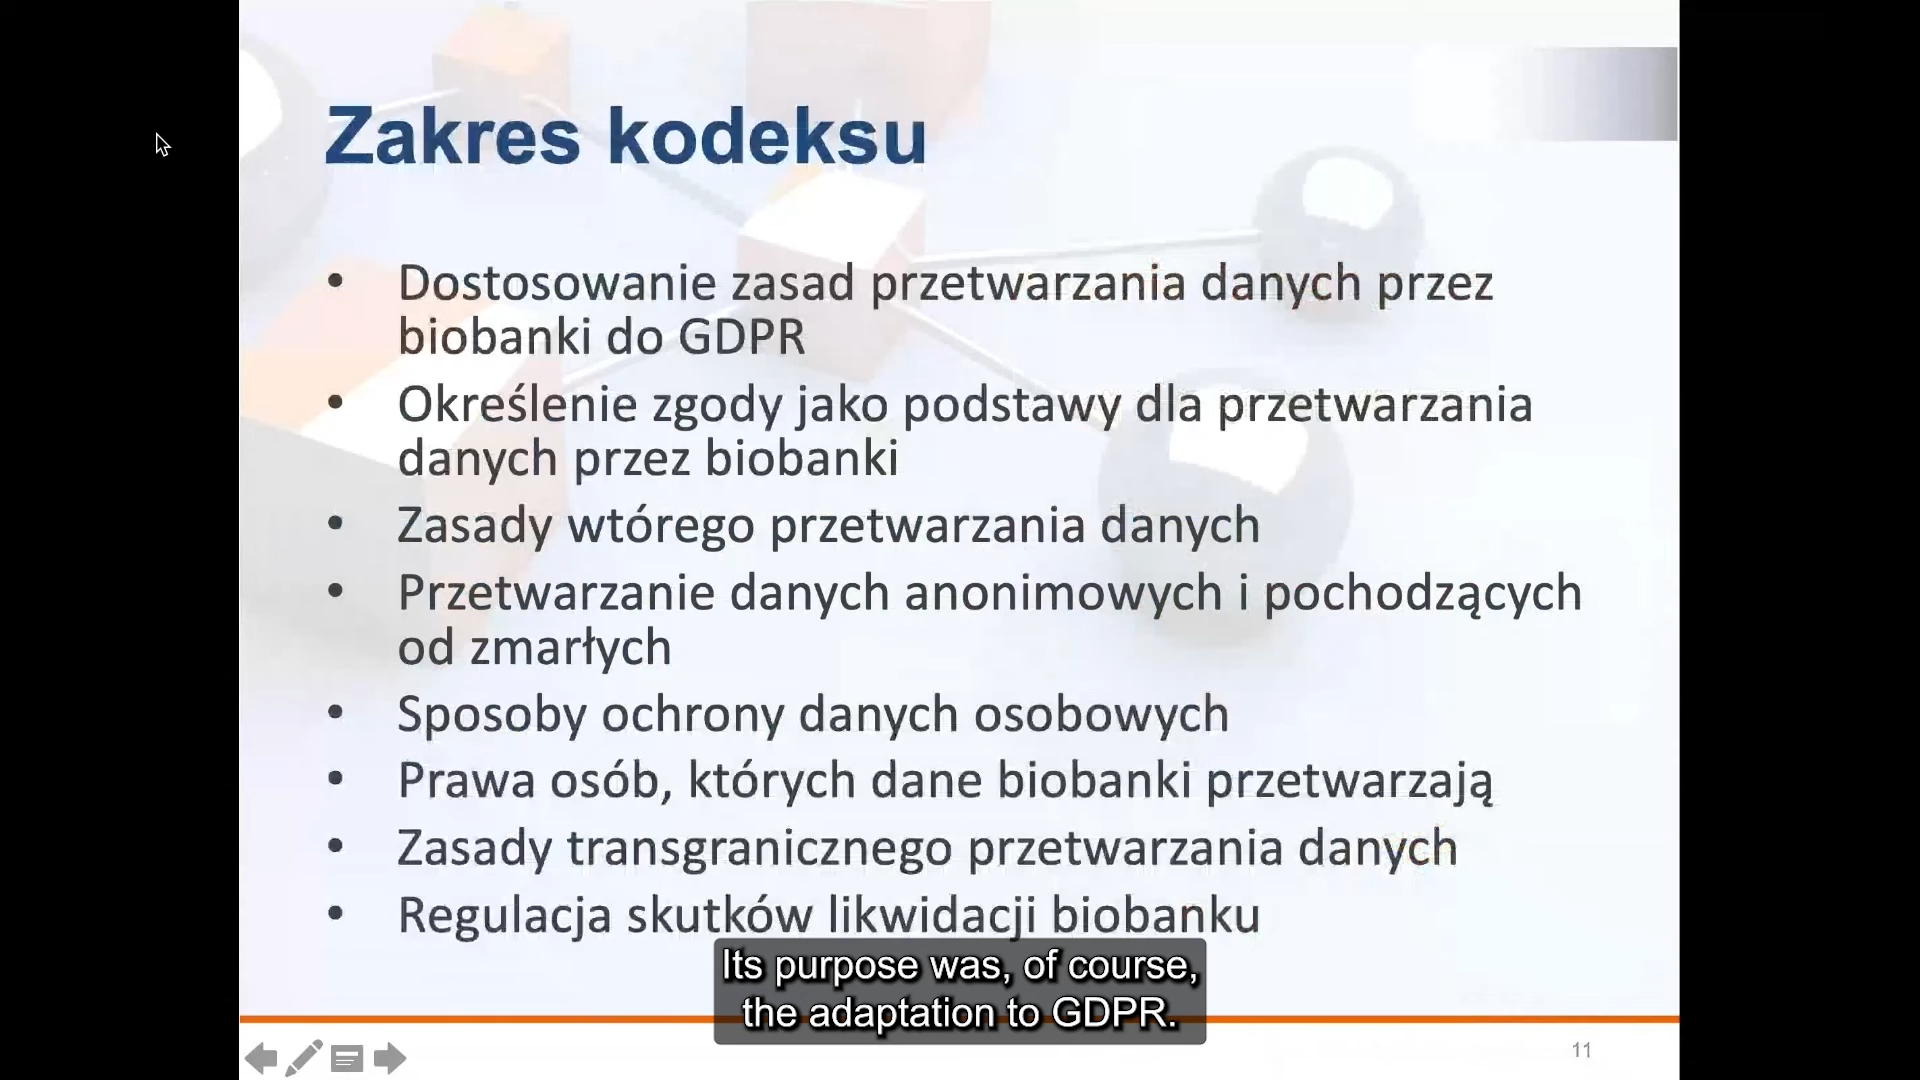 Zakres kodeksu
• Dostosowanie zasad przetwarzania danych przez
biobanki do GDPR
• Określenie zgody jako podstawy dla przetwarzania
danych przez biobanki
• Zasady wtórego przetwarzania danych
• Przetwarzanie danych anonimowych i pochodzących
od zmarłych
• Sposoby ochrony danych osobowych
• Prawa osób, których dane biobanki przetwarzają
• Zasady transgranicznego przetwarzania danych
• Regulacja skutków likwidacji biobanku
Its purpose was, of course,
the adaptation to GDPR.
11